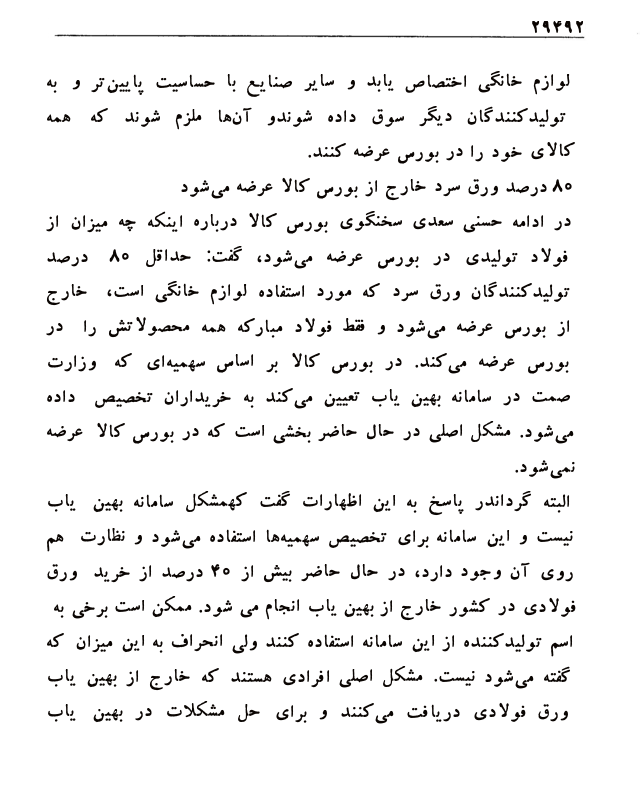 ۲۹۴۹۲
لوازم خانگی اختصاص یابد و سایر صنایع با حساسیت پایین‌تر و به
تولیدکنندگان دیگر سوق داده شوندو آن‌ها ملزم شوند که همه
کالای خود را در بورس عرضه کنند.
۸۰ درصد ورق سرد خارج از بورس کالا عرضه می‌شود
در ادامه حسنی سعدی سخنگوی بورس کالا درباره اینکه چه میزان از
فولاد تولیدی در بورس عرضه می‌شود، گفت: حداقل ۸۰ درصد
تولیدکنندگان ورق سرد که مورد استفاده لوازم خانگی است، خارج
از بورس عرضه می‌شود و فقط فولاد مبارکه همه محصولاتش را در
بورس عرضه می‌کند. در بورس کالا بر اساس سهمیه‌ای که وزارت
صمت در سامانه بهین یاب تعیین می‌کند به خریداران تخصیص داده
می‌شود. مشکل اصلی در حال حاضر بخشی است که در بورس کالا عرضه
نمی‌شود.
البته گرداندر پاسخ به این اظهارات گفت کهمشکل سامانه بهین یاب
نیست و این سامانه برای تخصیص سهمیه‌ها استفاده می‌شود و نظارت هم
روی آن وجود دارد، در حال حاضر بیش از ۴۰ درصد از خرید ورق
فولادی در کشور خارج از بهین یاب انجام می شود. ممکن است برخی به
اسم تولیدکننده از این سامانه استفاده کنند ولی انحراف به این میزان که
گفته می‌شود نیست. مشکل اصلی افرادی هستند که خارج از بهین یاب
ورق فولادی دریافت می‌کنند و برای حل مشکلات در بهین یاب